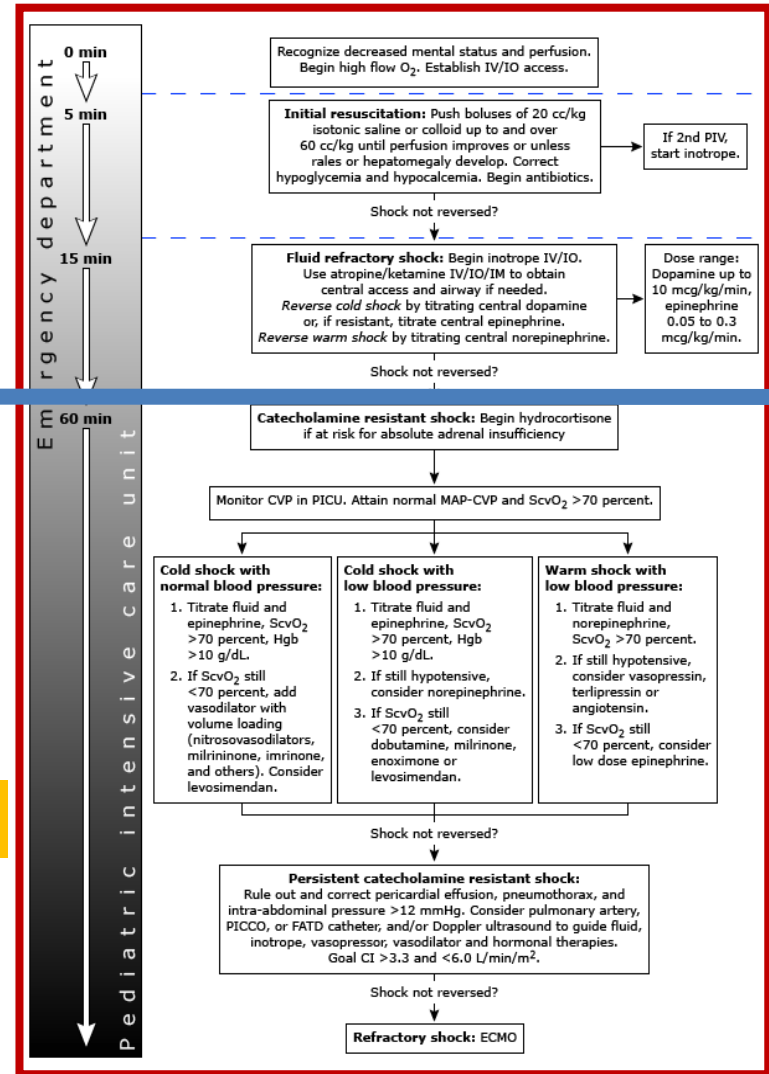 Emergency department
Pediatric intensive care unit
0 min
Recognize decreased mental status and perfusion.
Begin high flow O₂. Establish IV/IO access.
5 min
Initial resuscitation: Push boluses of 20 cc/kg
isotonic saline or colloid up to and over
60 cc/kg until perfusion improves or unless
rales or hepatomegaly develop. Correct
hypoglycemia and hypocalcemia. Begin antibiotics.
If 2nd PIV,
start inotrope.
Shock not reversed?
15 min
Fluid refractory shock: Begin inotrope IV/IO.
Use atropine/ketamine IV/IO/IM to obtain
central access and airway if needed.
Reverse cold shock by titrating central dopamine
or, if resistant, titrate central epinephrine.
Reverse warm shock by titrating central norepinephrine.
Dose range:
Dopamine up to
10 mcg/kg/min,
epinephrine
0.05 to 0.3
mcg/kg/min.
Shock not reversed?
60 min
Catecholamine resistant shock: Begin hydrocortisone
if at risk for absolute adrenal insufficiency
Monitor CVP in PICU. Attain normal MAP-CVP and ScvO₂ >70 percent.
Cold shock with
normal blood pressure:
1. Titrate fluid and
epinephrine, ScvO₂
>70 percent, Hgb
>10 g/dL.
2. If ScvO₂ still
<70 percent, add
vasodilator with
volume loading
(nitrosovasodilators,
milrininone, imrinone,
and others). Consider
levosimendan.
Cold shock with
low blood pressure:
1. Titrate fluid and
epinephrine, ScvO₂
>70 percent, Hgb
>10 g/dL.
2. If still hypotensive,
consider norepinephrine.
3. If ScvO₂ still
<70 percent, consider
dobutamine, milrinone,
enoximone or
levosimendan.
Warm shock with
low blood pressure:
1. Titrate fluid and
norepinephrine,
ScvO₂ >70 percent.
2. If still hypotensive,
consider vasopressin,
terlipressin or
angiotensin.
3. If ScvO₂ still
<70 percent, consider
low dose epinephrine.
Shock not reversed?
Persistent catecholamine resistant shock:
Rule out and correct pericardial effusion, pneumothorax, and
intra-abdominal pressure >12 mmHg. Consider pulmonary artery,
PICCO, or FATD catheter, and/or Doppler ultrasound to guide fluid,
inotrope, vasopressor, vasodilator and hormonal therapies.
Goal CI >3.3 and <6.0 L/min/m².
Shock not reversed?
Refractory shock: ECMO